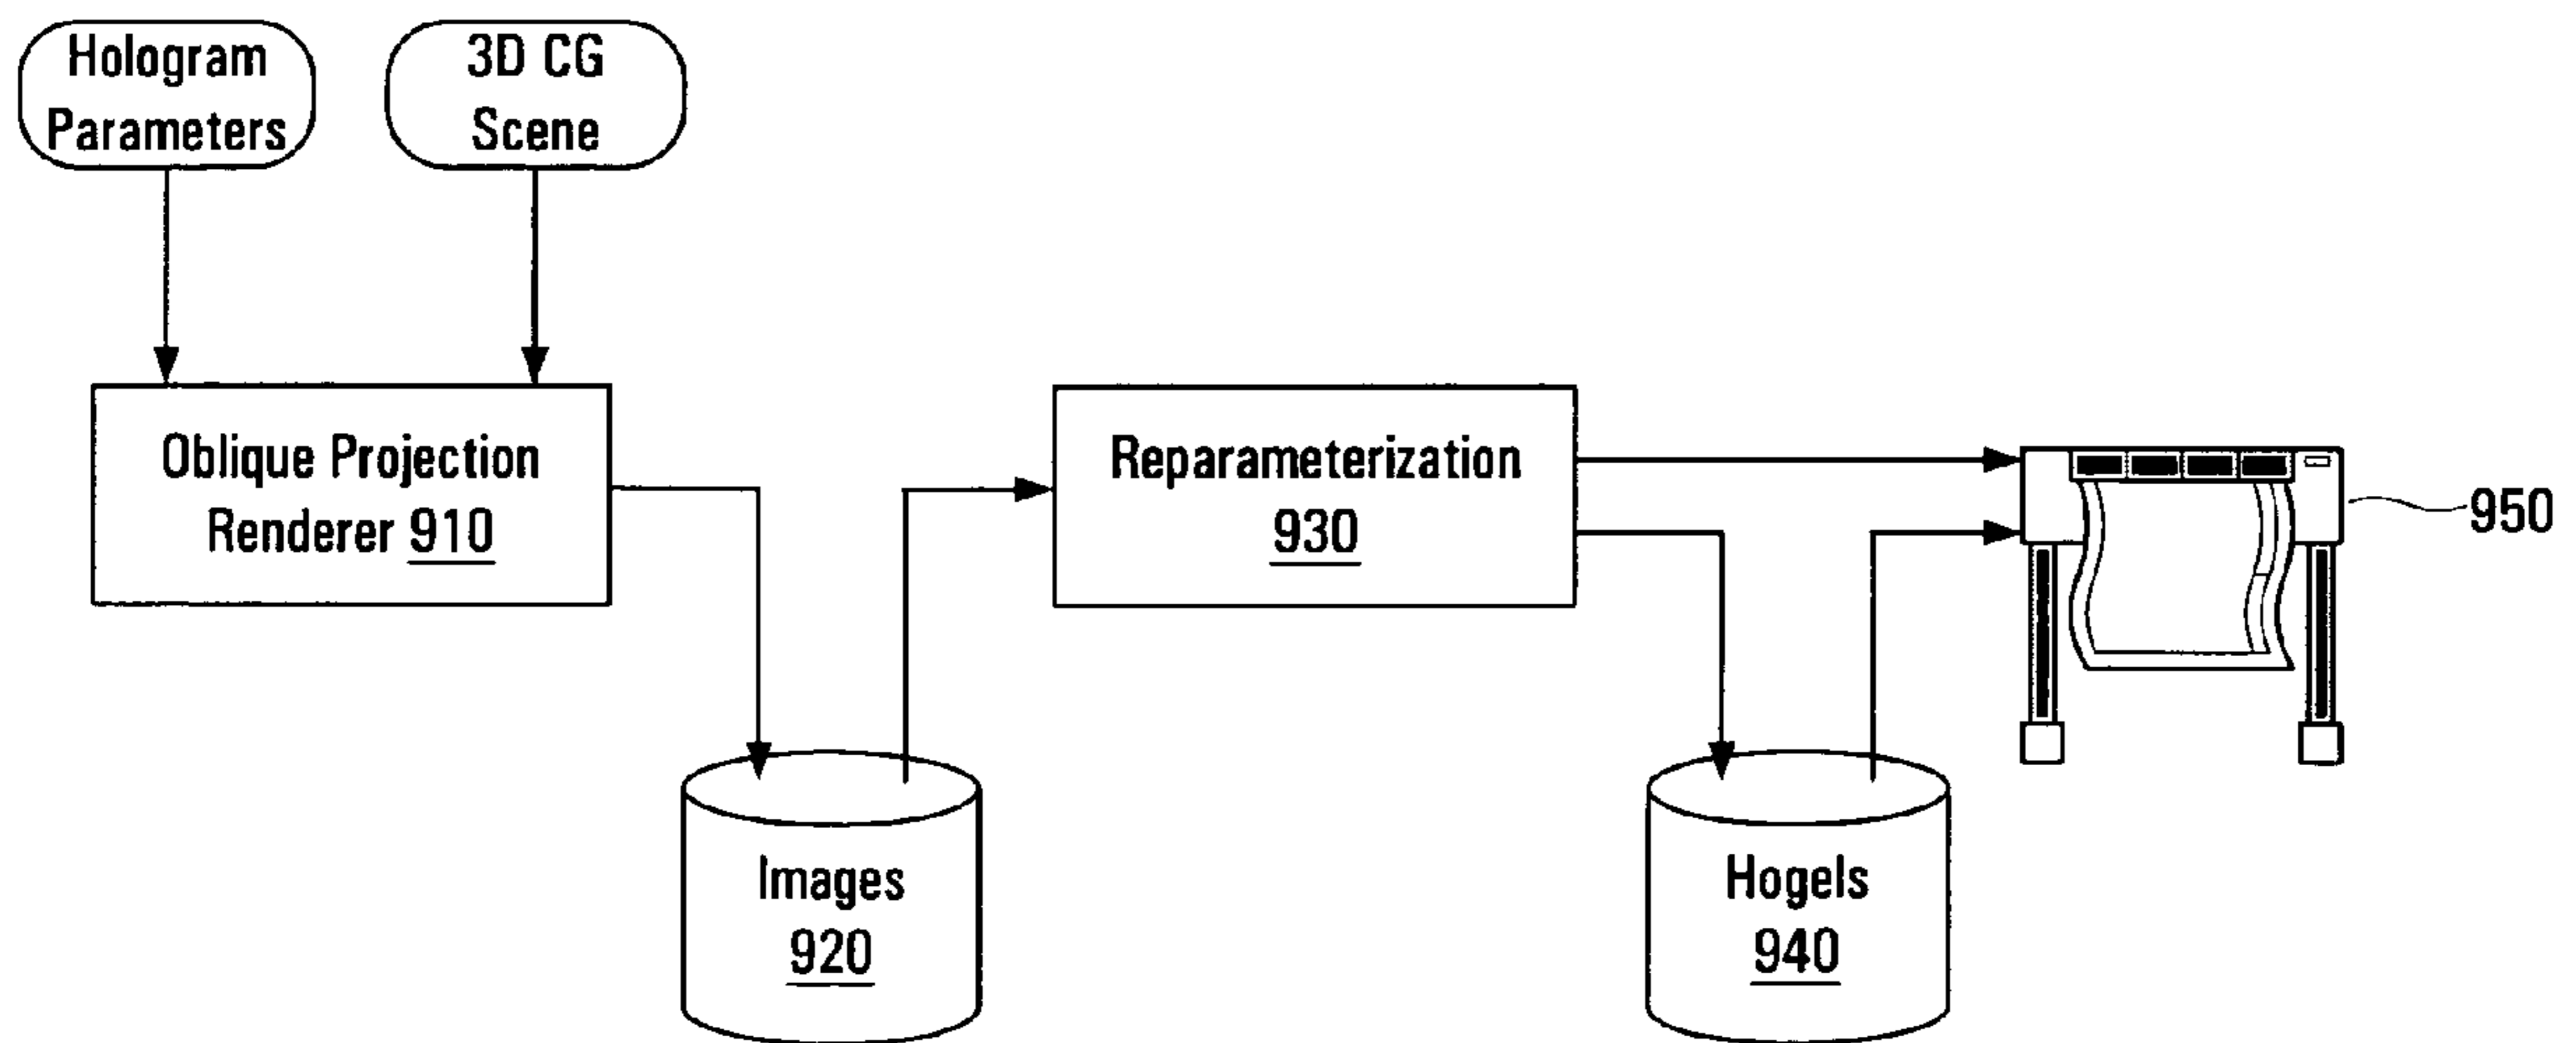 Hologram
Parameters
3D CG
Scene
Oblique Projection
Renderer 910
Reparameterization
930
950
Images
920
Hogels
940